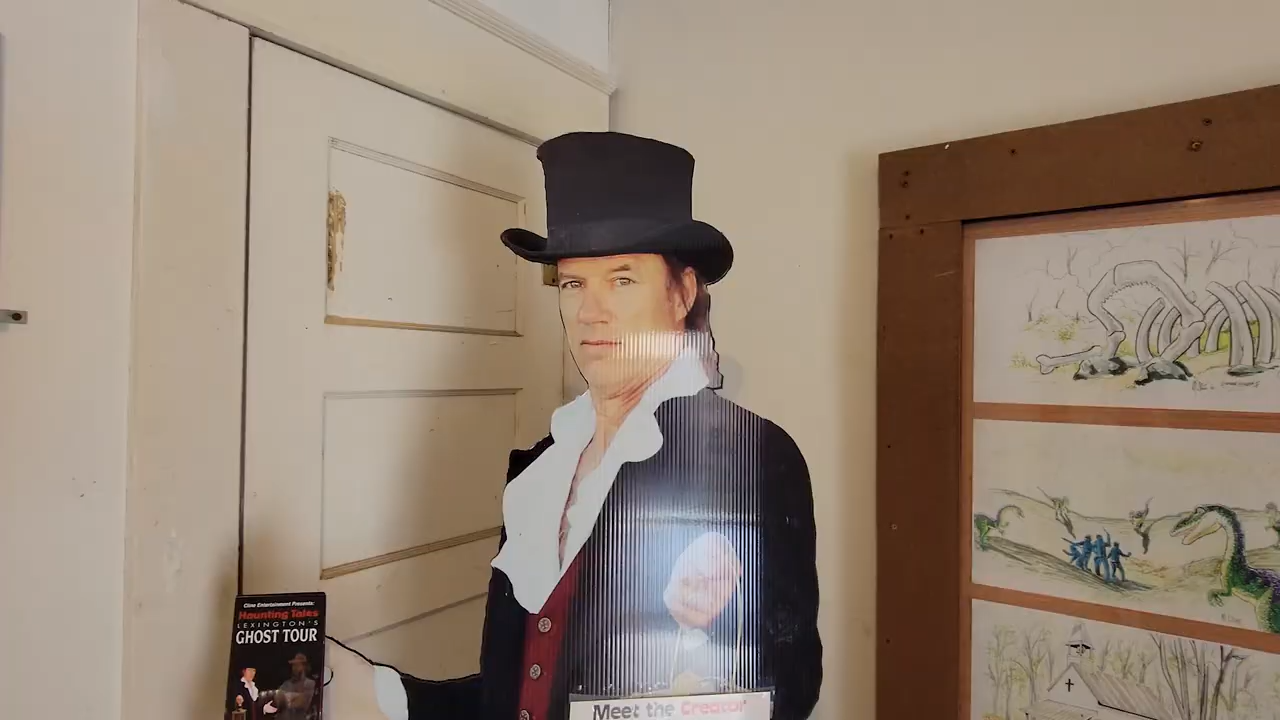 Cline Entertainment Presents:
Haunting Tales
LEXINGTON'S
GHOST TOUR
Meet the Creator